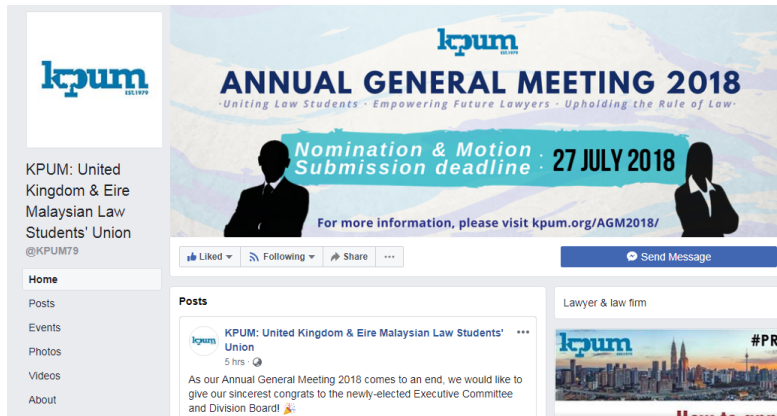 kpum
EST.1979
KPUM: United
Kingdom & Eire
Malaysian Law
Students' Union
@KPUM79
Home
Posts
Events
Photos
Videos
About
kpum
ANNUAL GENERAL MEETING 2018
·Uniting Law Students · Empowering Future Lawyers · Upholding the Rule of Law·
Nomination & Motion
Submission deadline : 27 JULY 2018
For more information, please visit kpum.org/AGM2018/
Liked Following Share ... Send Message
Posts
kpum
KPUM: United Kingdom & Eire Malaysian Law Students'
Union
5 hrs ·
As our Annual General Meeting 2018 comes to an end, we would like to
give our sincerest congrats to the newly-elected Executive Committee
and Division Board! 🎉
Lawyer & law firm
kpum #PR